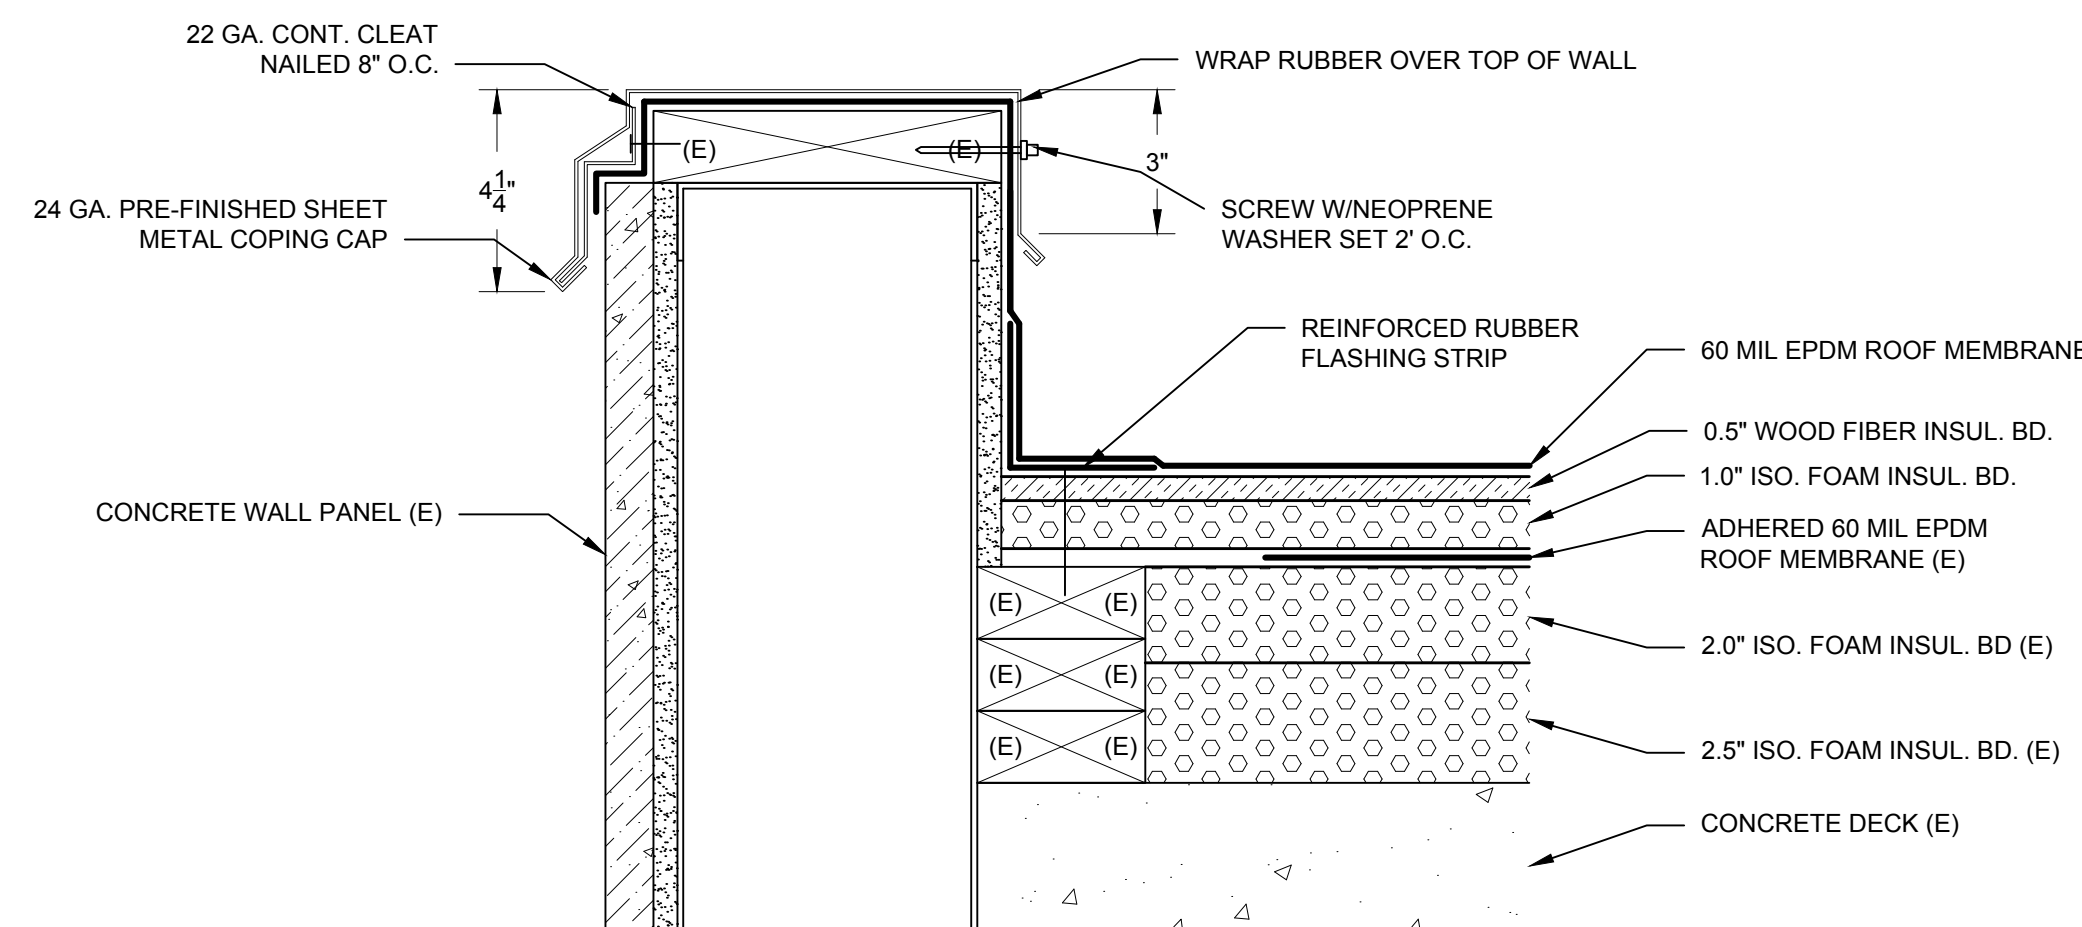 22 GA. CONT. CLEAT
NAILED 8" O.C.
WRAP RUBBER OVER TOP OF WALL
(E)
(E)
3"
4 1/4"
24 GA. PRE-FINISHED SHEET
METAL COPING CAP
SCREW W/NEOPRENE
WASHER SET 2' O.C.
REINFORCED RUBBER
FLASHING STRIP
60 MIL EPDM ROOF MEMBRANE
0.5" WOOD FIBER INSUL. BD.
1.0" ISO. FOAM INSUL. BD.
CONCRETE WALL PANEL (E)
ADHERED 60 MIL EPDM
ROOF MEMBRANE (E)
(E) (E)
2.0" ISO. FOAM INSUL. BD (E)
(E) (E)
(E) (E)
2.5" ISO. FOAM INSUL. BD. (E)
CONCRETE DECK (E)